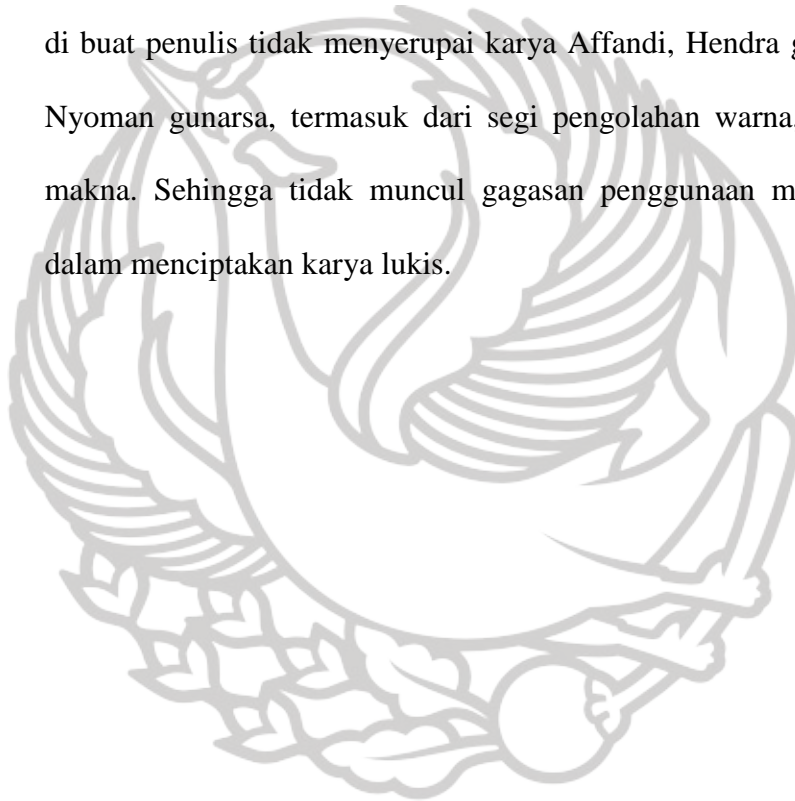 di buat penulis tidak menyerupai karya Affandi, Hendra
Nyoman gunarsa, termasuk dari segi pengolahan warna.
makna. Sehingga tidak muncul gagasan penggunaan
dalam menciptakan karya lukis.